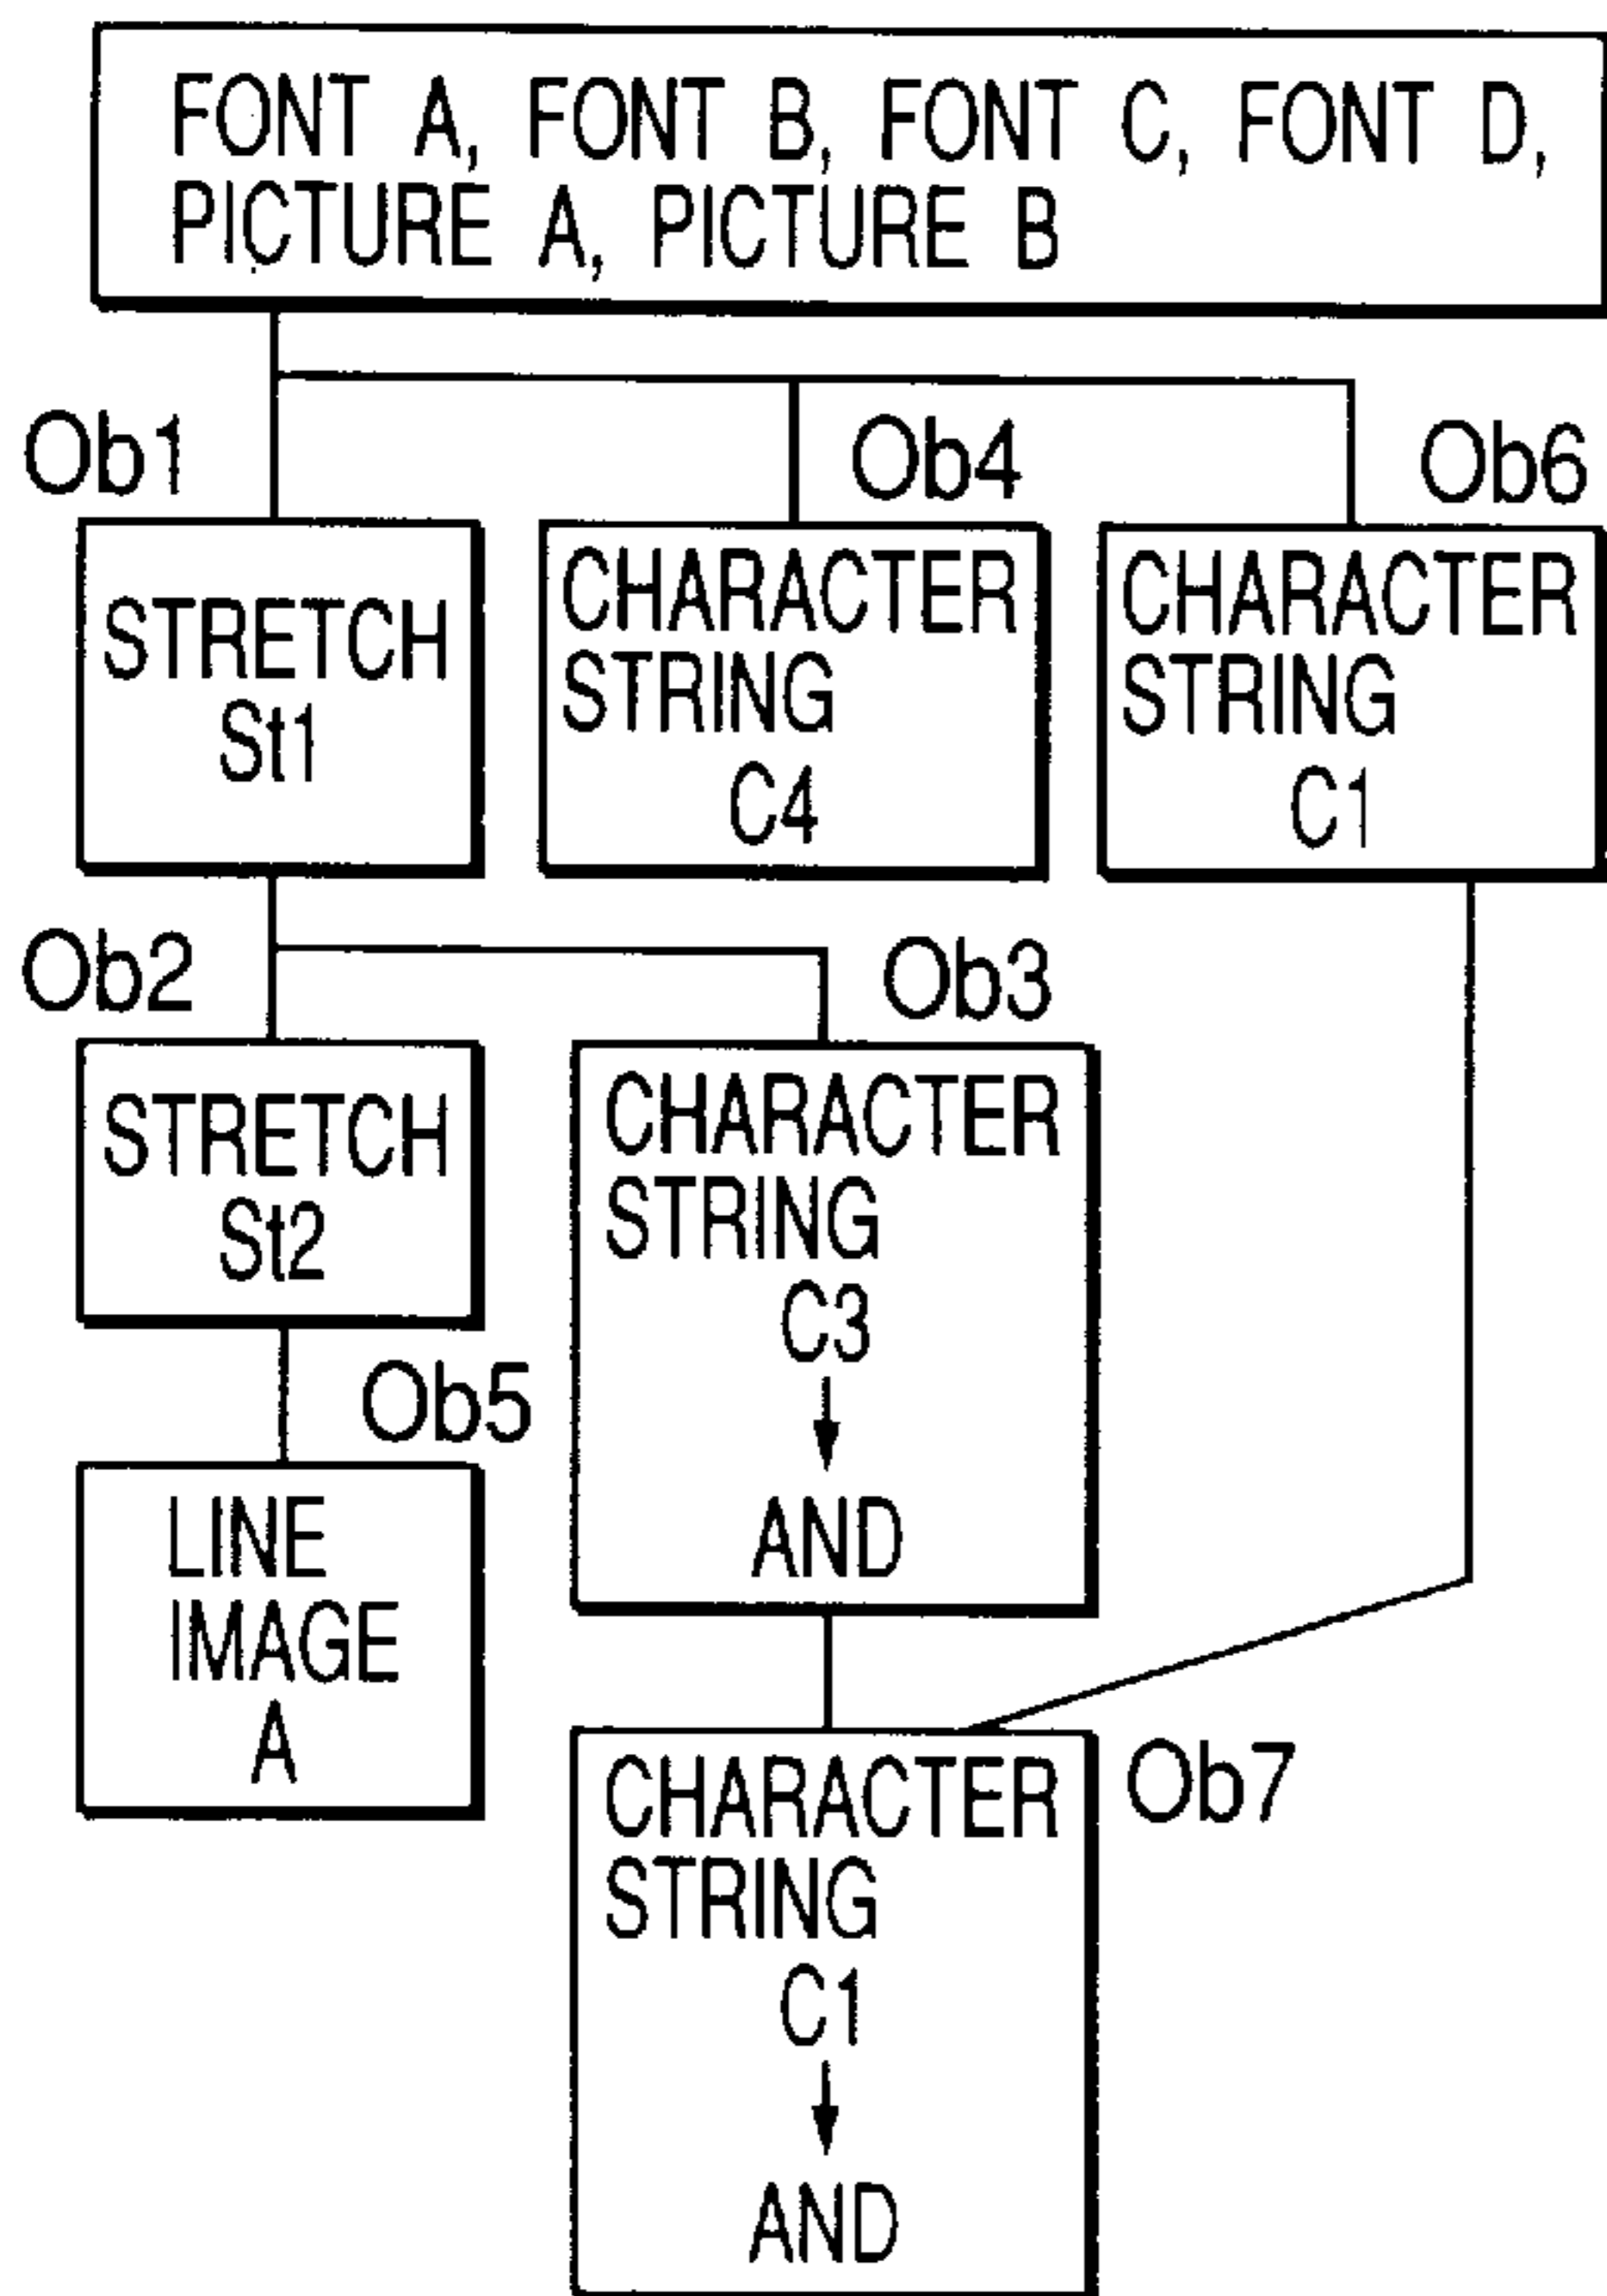 FONT A, FONT B, FONT C, FONT D,
PICTURE A, PICTURE B
Ob1
Ob4
Ob6
STRETCH
St1
CHARACTER
STRING
C4
CHARACTER
STRING
C1
Ob2
Ob3
STRETCH
St2
CHARACTER
STRING
C3
AND
Ob5
LINE
IMAGE
A
Ob7
CHARACTER
STRING
C1
AND